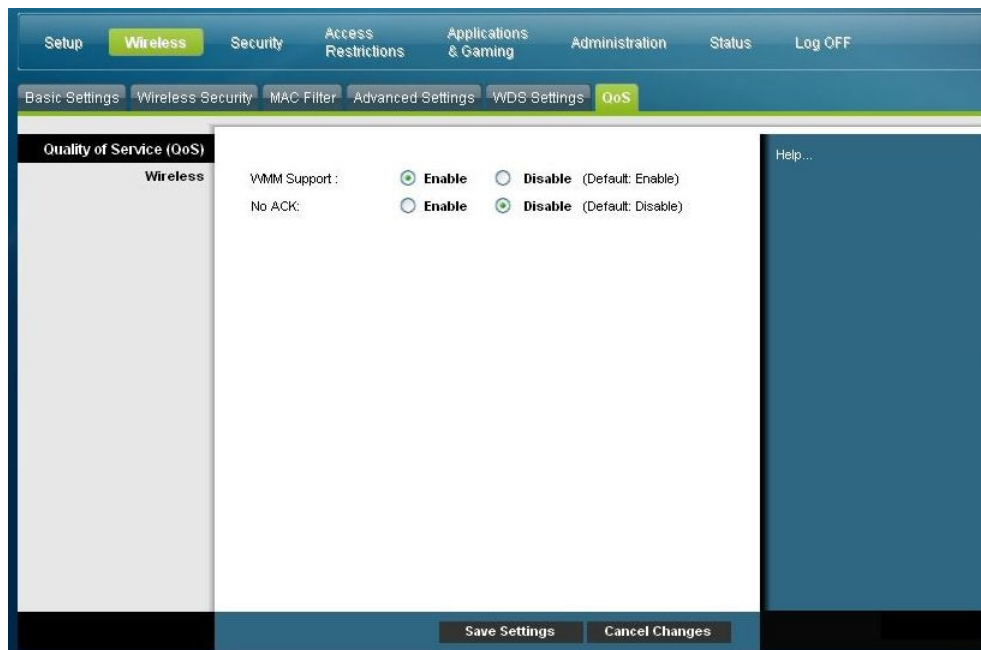 Setup Wireless Security Access Restrictions Applications & Gaming Administration Status Log OFF
Basic Settings Wireless Security MAC Filter Advanced Settings WDS Settings QoS
Quality of Service (QoS)
Help...
Wireless
WMM Support : Enable Disable (Default: Enable)
No ACK: Enable Disable (Default: Disable)
Save Settings Cancel Changes